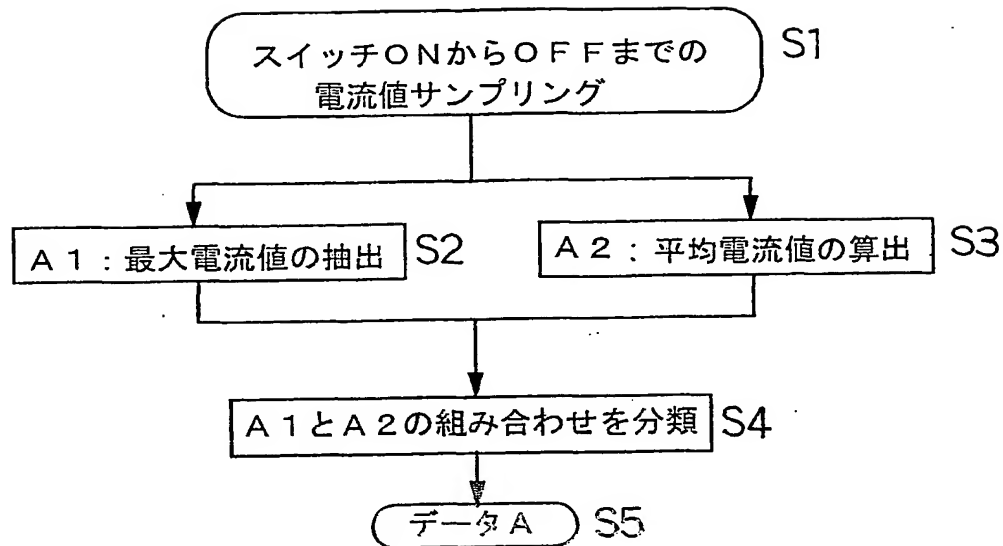 スイッチONからOFFまでの
電流値サンプリング
S1
A1:最大電流値の抽出
S2
A2:平均電流値の算出
S3
A1とA2の組み合わせを分類
S4
データA
S5